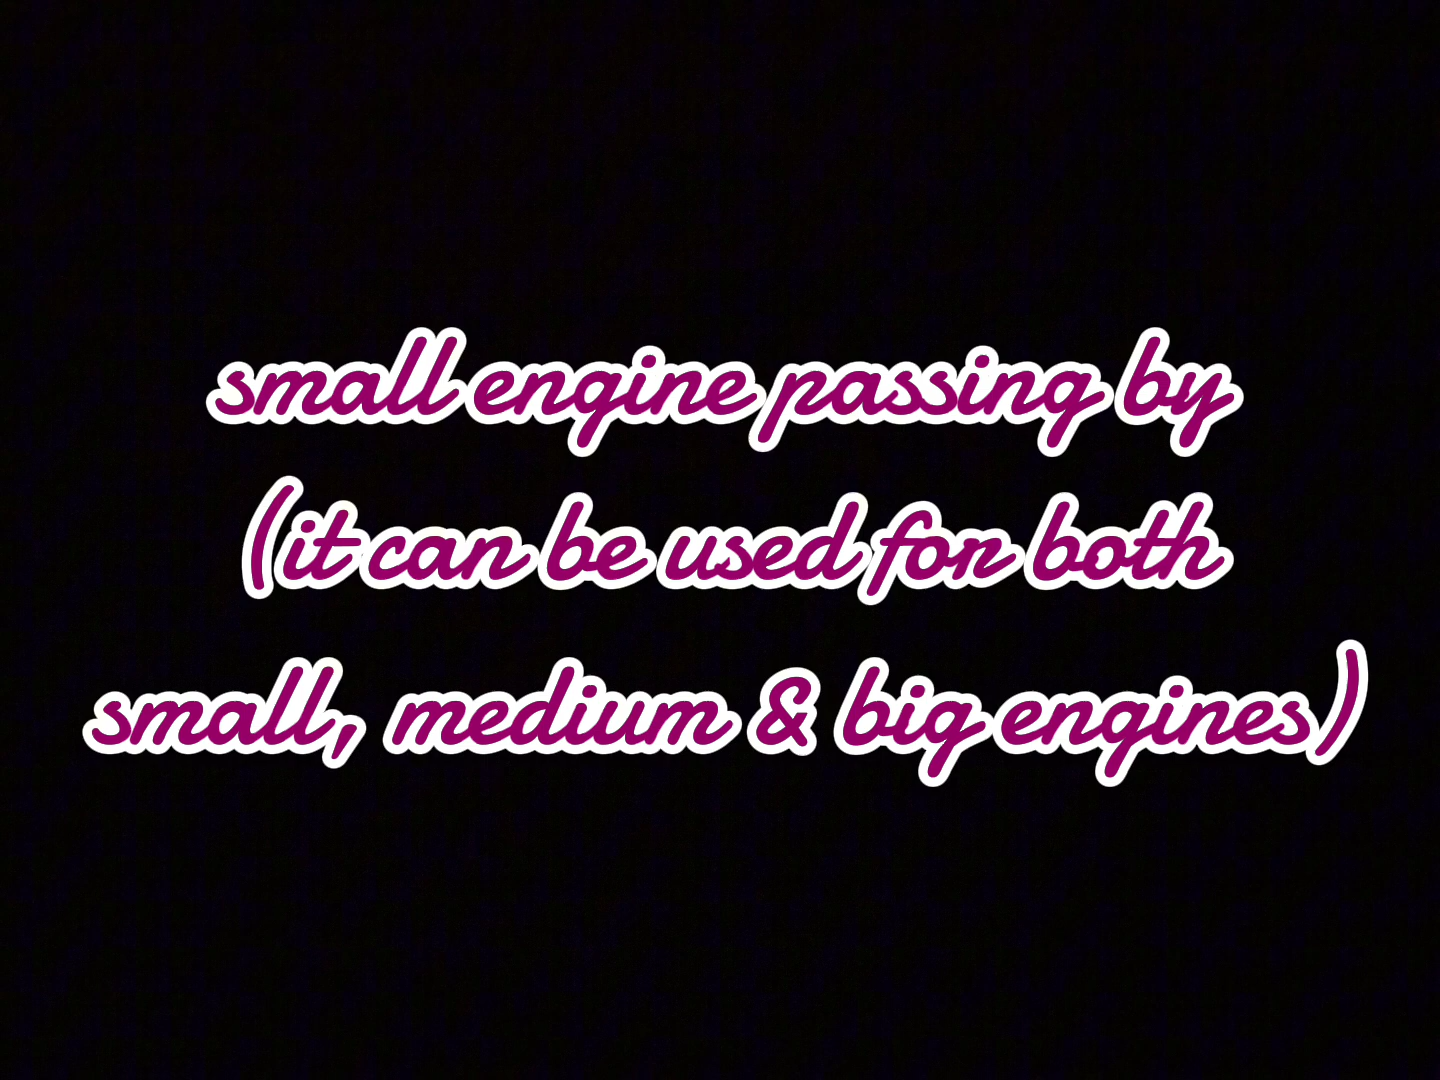 small engine passing by
(it can be used for both
small, medium & big engines)